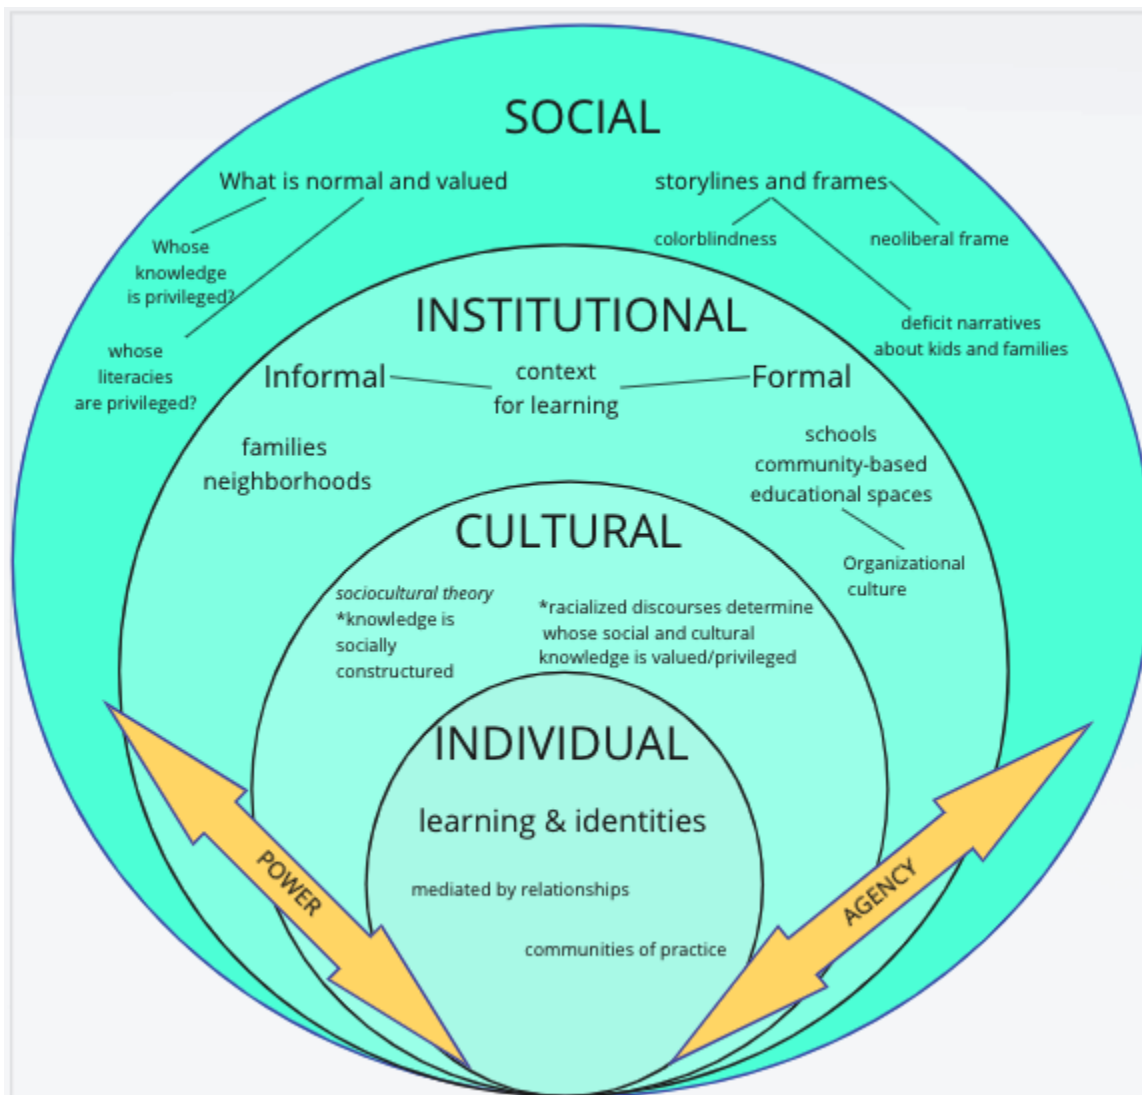 SOCIAL
What is normal and valued
Whose
knowledge
is privileged?
whose
literacies
are privileged?
storylines and frames
colorblindness
neoliberal frame
deficit narratives
about kids and families
INSTITUTIONAL
Informal
context
for learning
Formal
families
neighborhoods
schools
community-based
educational spaces
Organizational
culture
CULTURAL
sociocultural theory
*knowledge is
socially
constructed
*racialized discourses determine
whose social and cultural
knowledge is valued/privileged
INDIVIDUAL
learning & identities
mediated by relationships
communities of practice
POWER
AGENCY